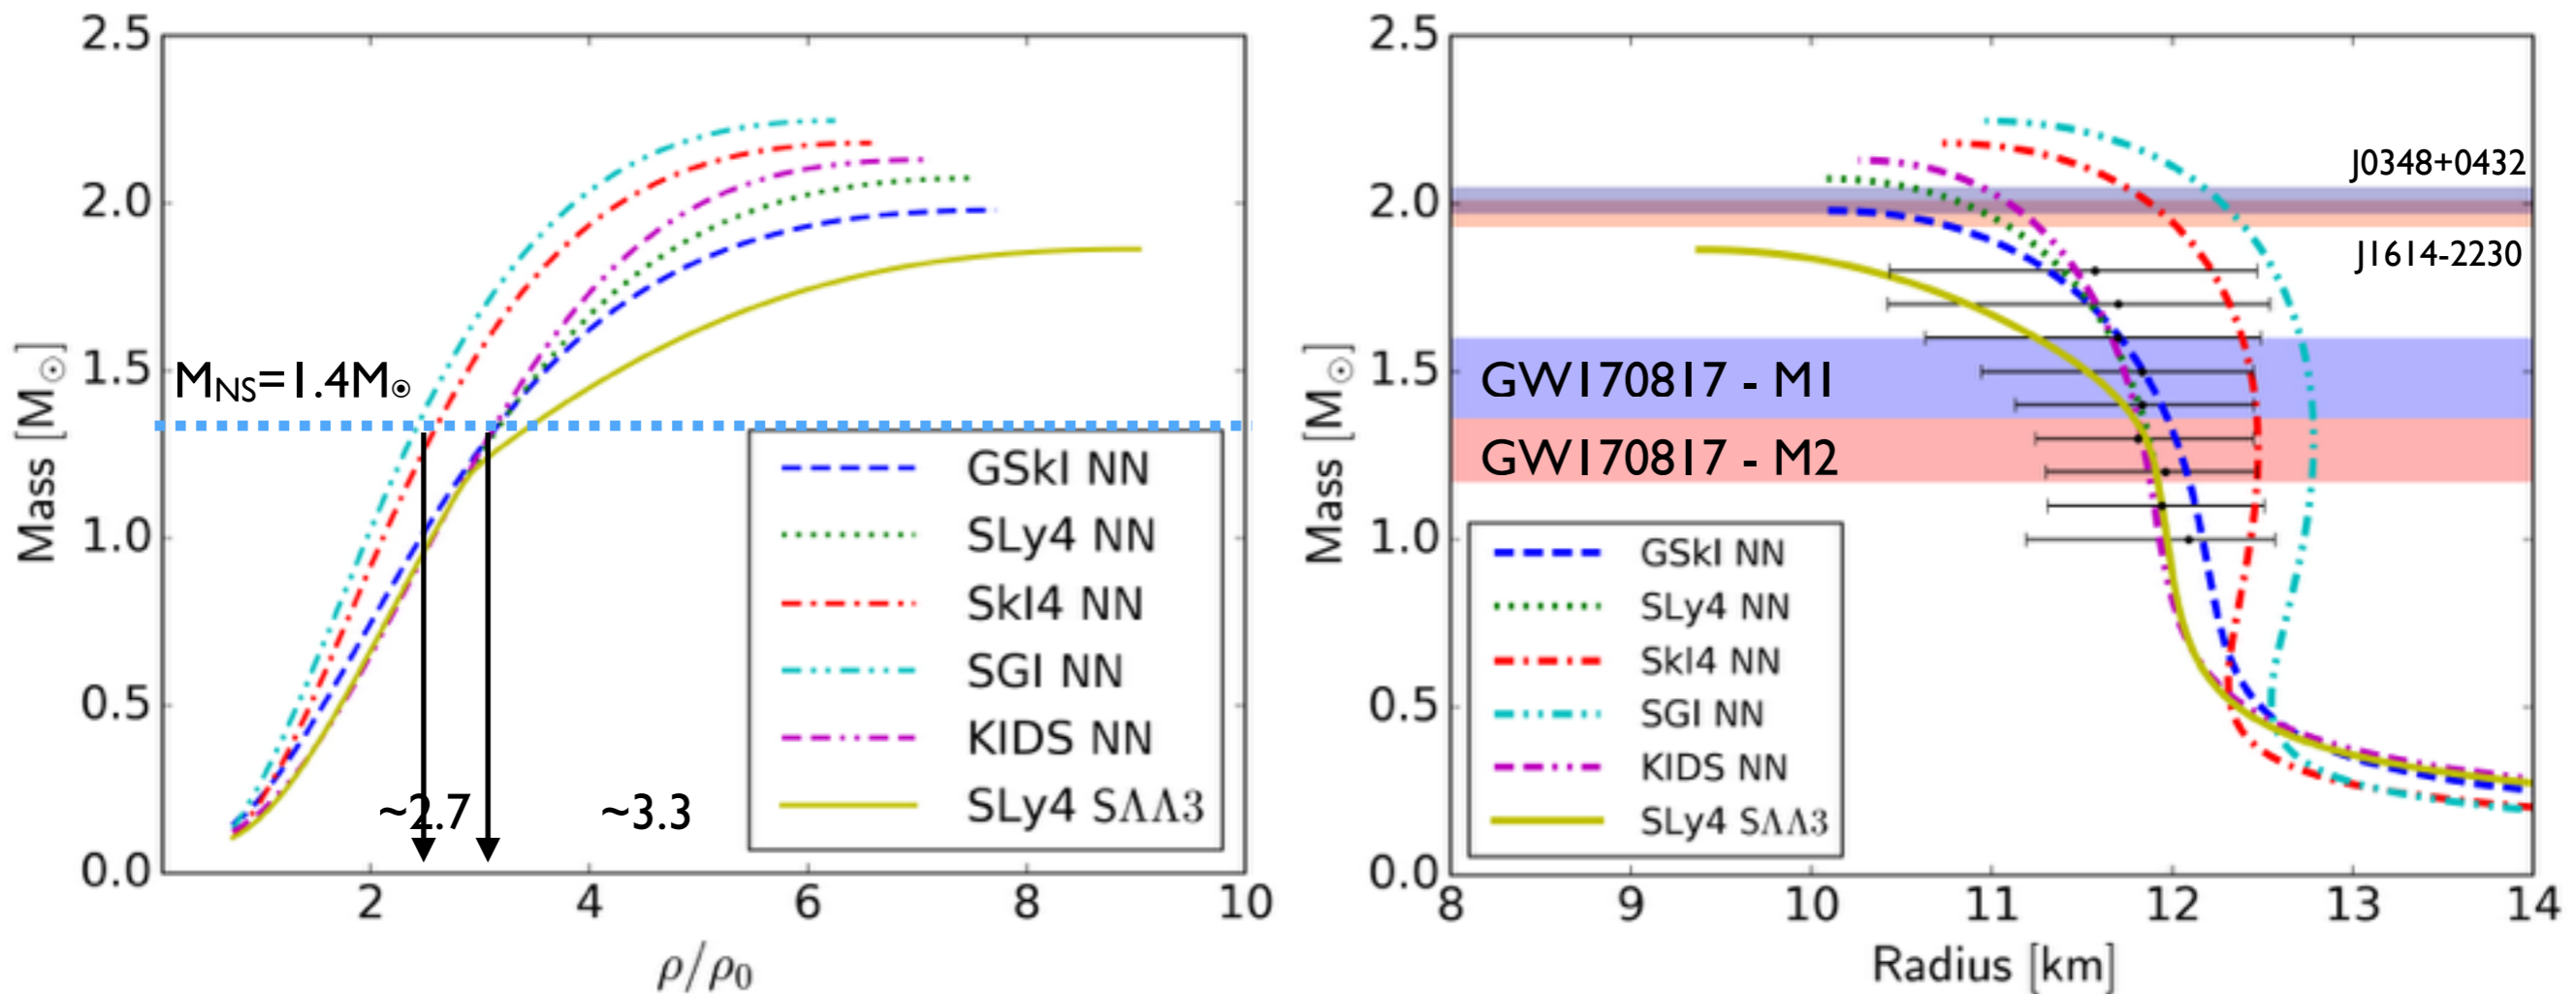 2.5
2.0
1.5
1.0
0.5
0.0
Mass [M⊙]
MNS=1.4M⊙
~2.7
~3.3
GSkI NN
SLy4 NN
SkI4 NN
SGI NN
KIDS NN
SLy4 SΛΛ3
2 4 6 8 10
ρ/ρ0
2.5
2.0
1.5
1.0
0.5
0.0
Mass [M⊙]
J0348+0432
J1614-2230
GW170817 - M1
GW170817 - M2
GSkI NN
SLy4 NN
SkI4 NN
SGI NN
KIDS NN
SLy4 SΛΛ3
8 9 10 11 12 13 14
Radius [km]